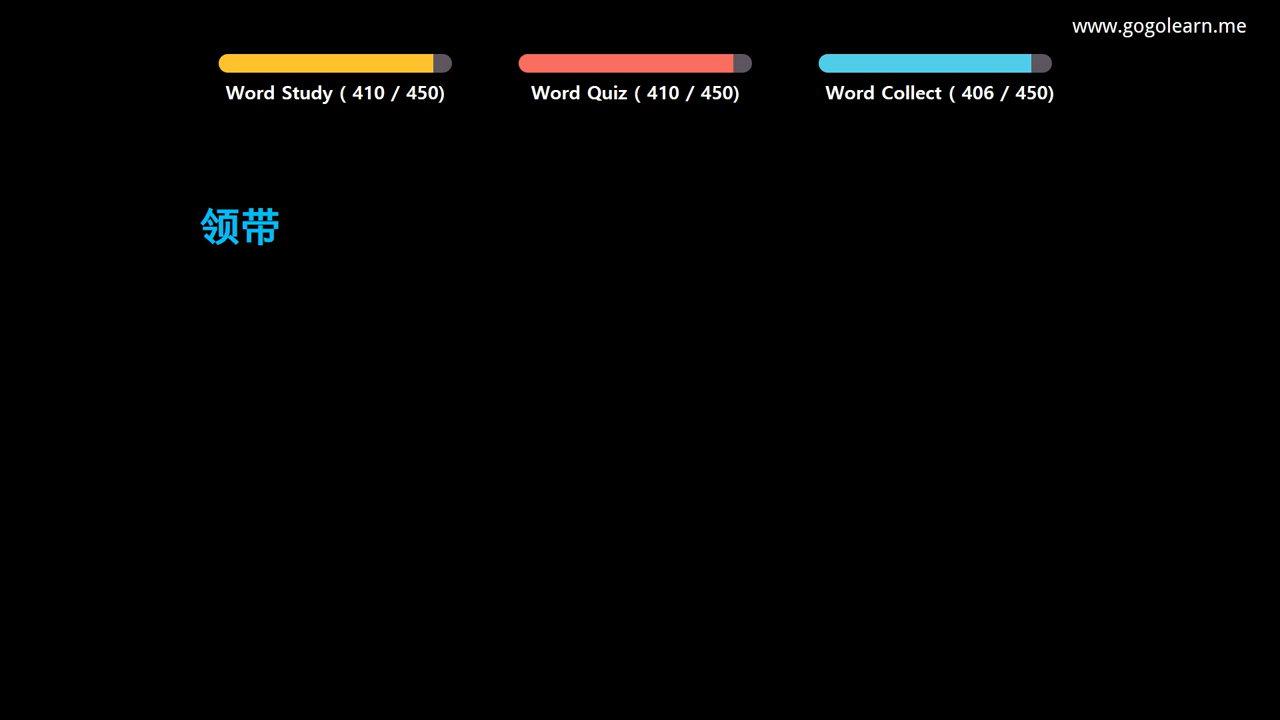 www.gogolearn.me
Word Study ( 410 / 450)
Word Quiz ( 410 / 450)
Word Collect ( 406 / 450)
领带